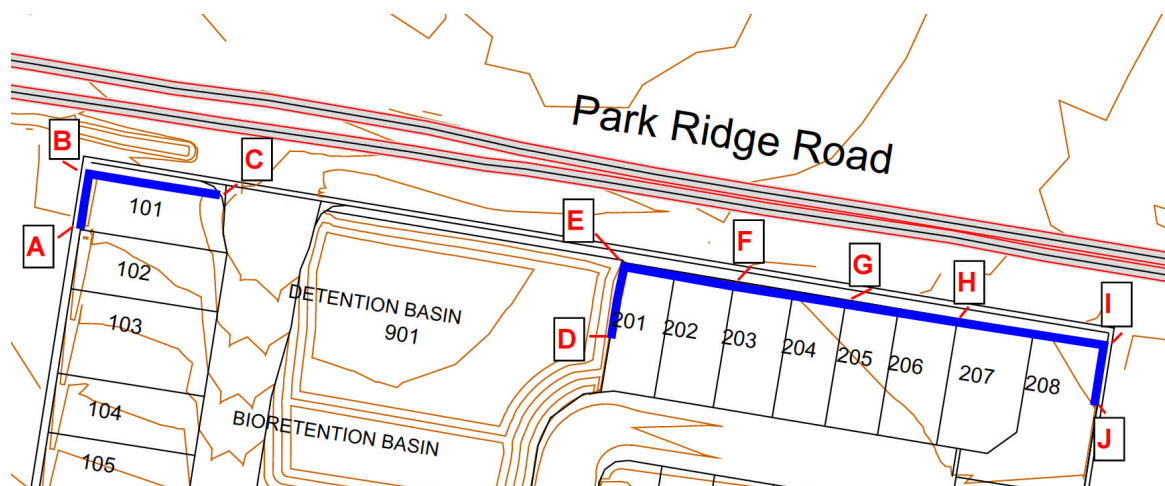 Park Ridge Road
B
C
101
A
E
F
102
G
H
DETENTION BASIN
901
103
I
D
201
202
203
204
205
206
207
208
104
BIORETENTION BASIN
J
105